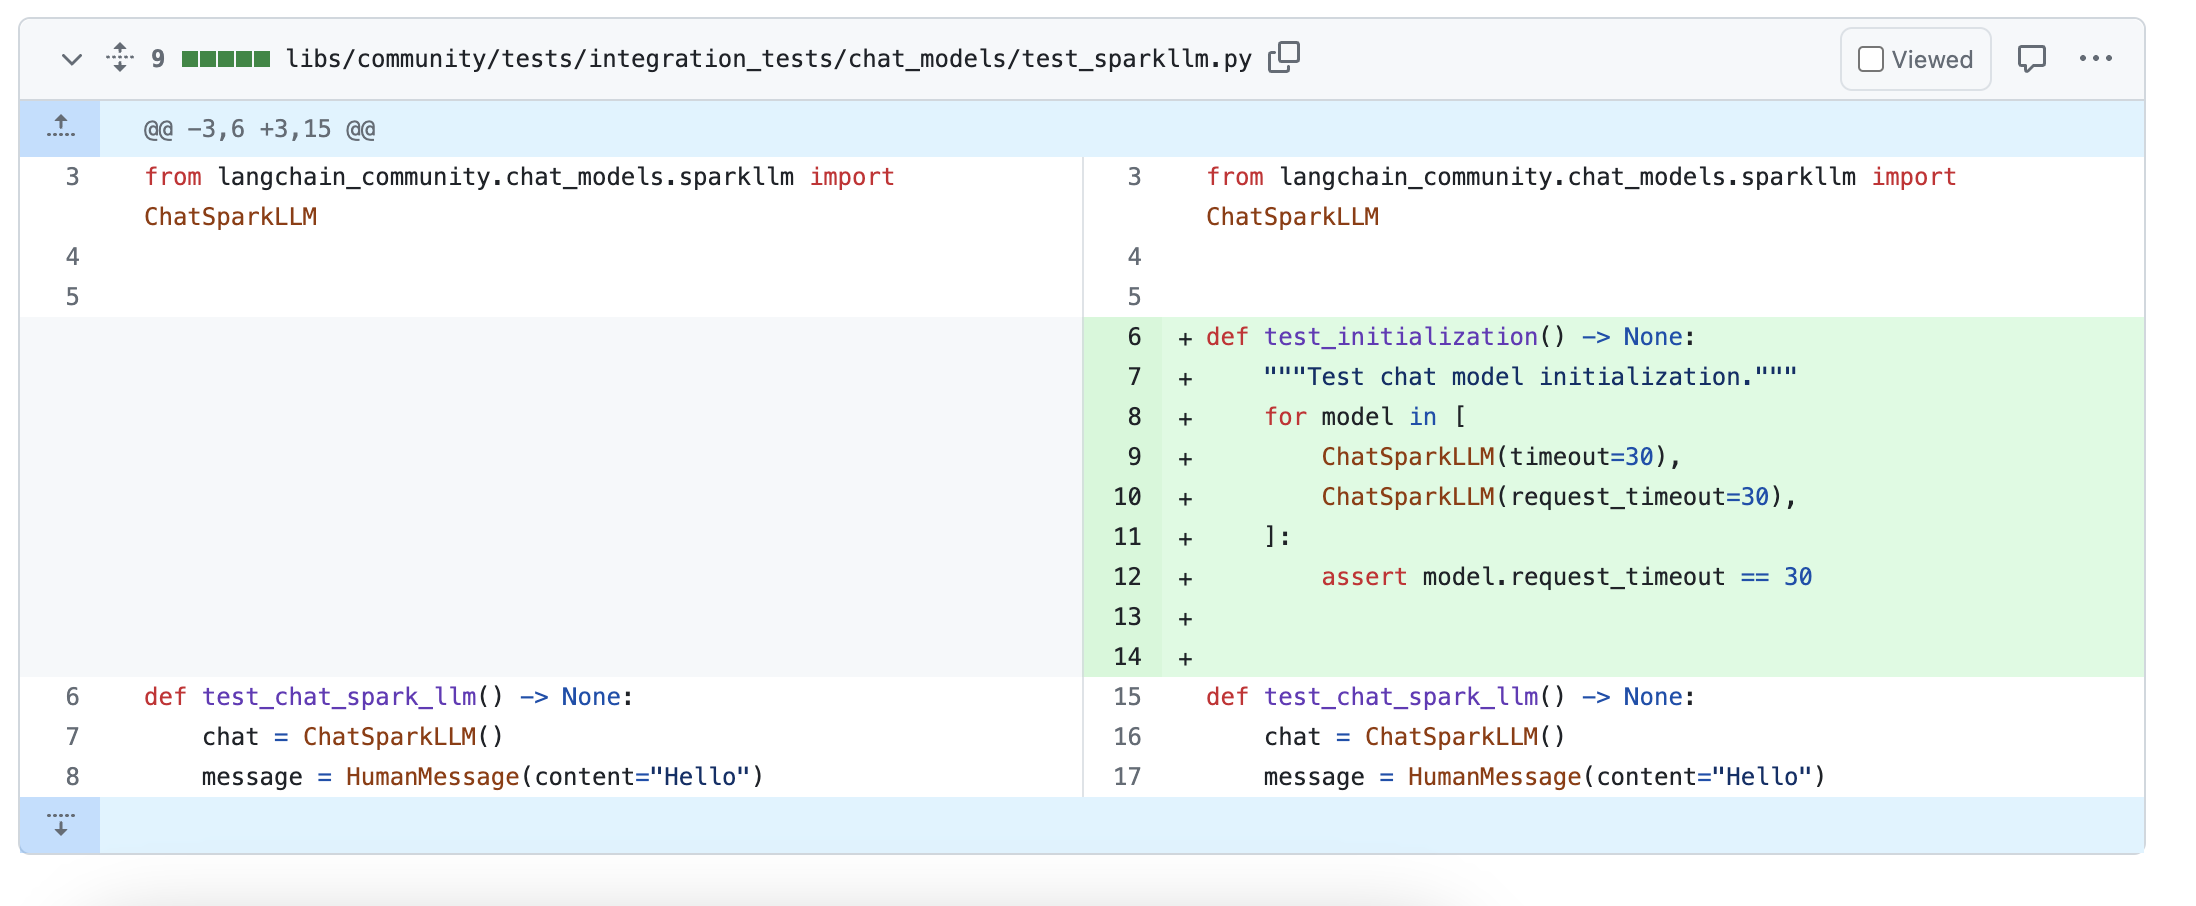 9 libs/community/tests/integration_tests/chat_models/test_sparkllm.py Viewed
@@ -3,6 +3,15 @@
3 from langchain_community.chat_models.sparkllm import
ChatSparkLLM
4
5
6 def test_chat_spark_llm() -> None:
7     chat = ChatSparkLLM()
8     message = HumanMessage(content="Hello")
3 from langchain_community.chat_models.sparkllm import
ChatSparkLLM
4
5
6 + def test_initialization() -> None:
7 +     """Test chat model initialization."""
8 +     for model in [
9 +         ChatSparkLLM(timeout=30),
10 +         ChatSparkLLM(request_timeout=30),
11 +     ]:
12 +         assert model.request_timeout == 30
13 +
14 +
15 def test_chat_spark_llm() -> None:
16     chat = ChatSparkLLM()
17     message = HumanMessage(content="Hello")